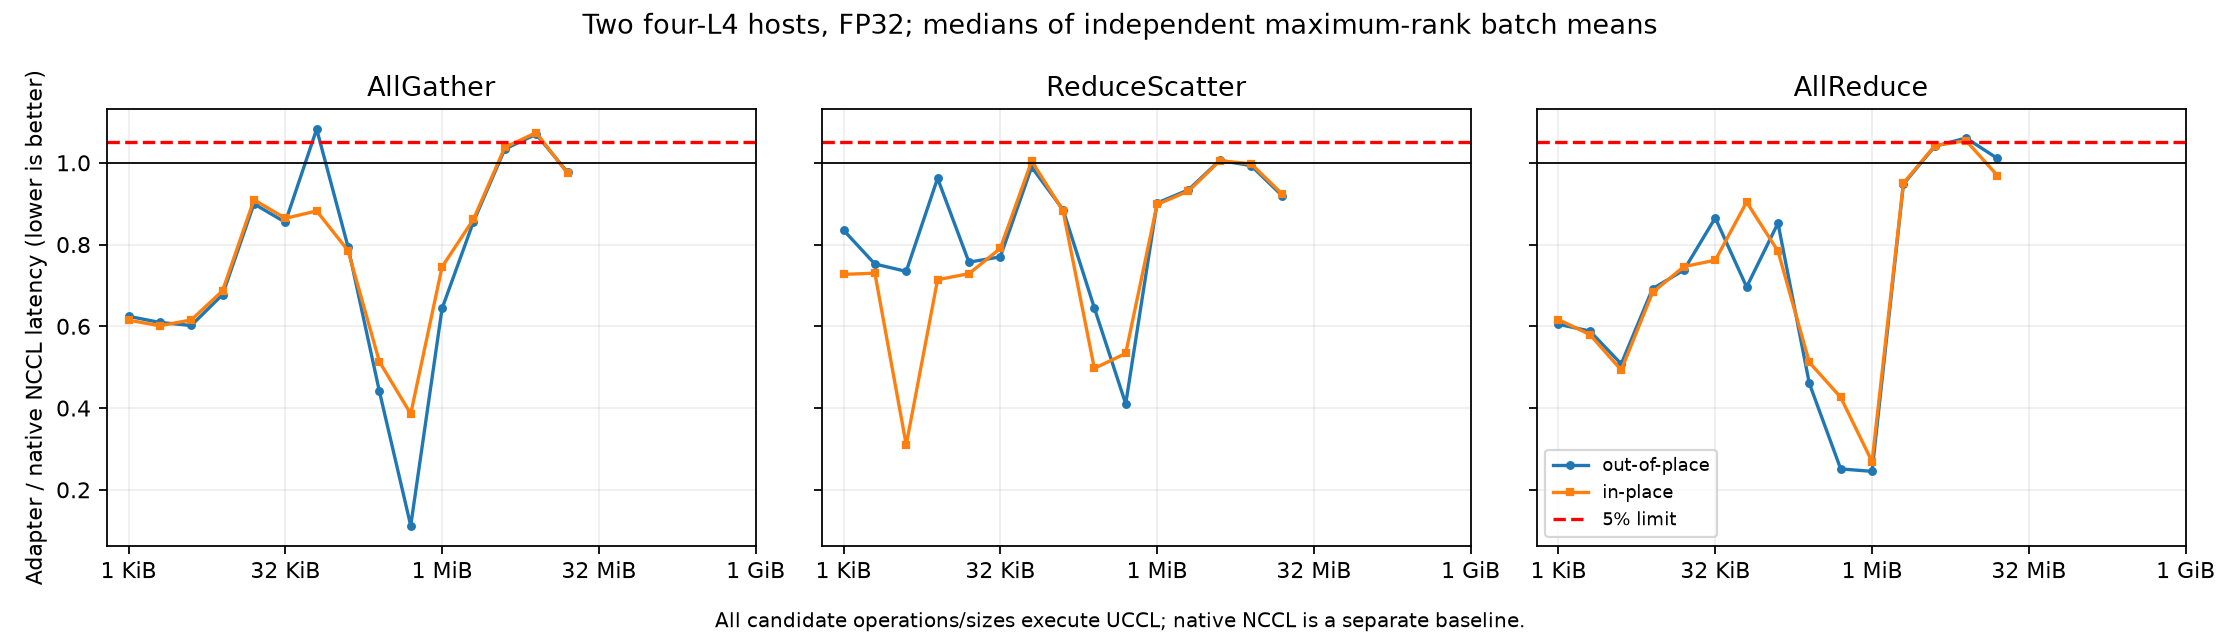 Two four-L4 hosts, FP32; medians of independent maximum-rank batch means
Adapter / native NCCL latency (lower is better)
AllGather
1.0
0.8
0.6
0.4
0.2
1 KiB
32 KiB
1 MiB
32 MiB
1 GiB
ReduceScatter
1 KiB
32 KiB
1 MiB
32 MiB
1 GiB
AllReduce
out-of-place
in-place
5% limit
1 KiB
32 KiB
1 MiB
32 MiB
1 GiB
All candidate operations/sizes execute UCCL; native NCCL is a separate baseline.